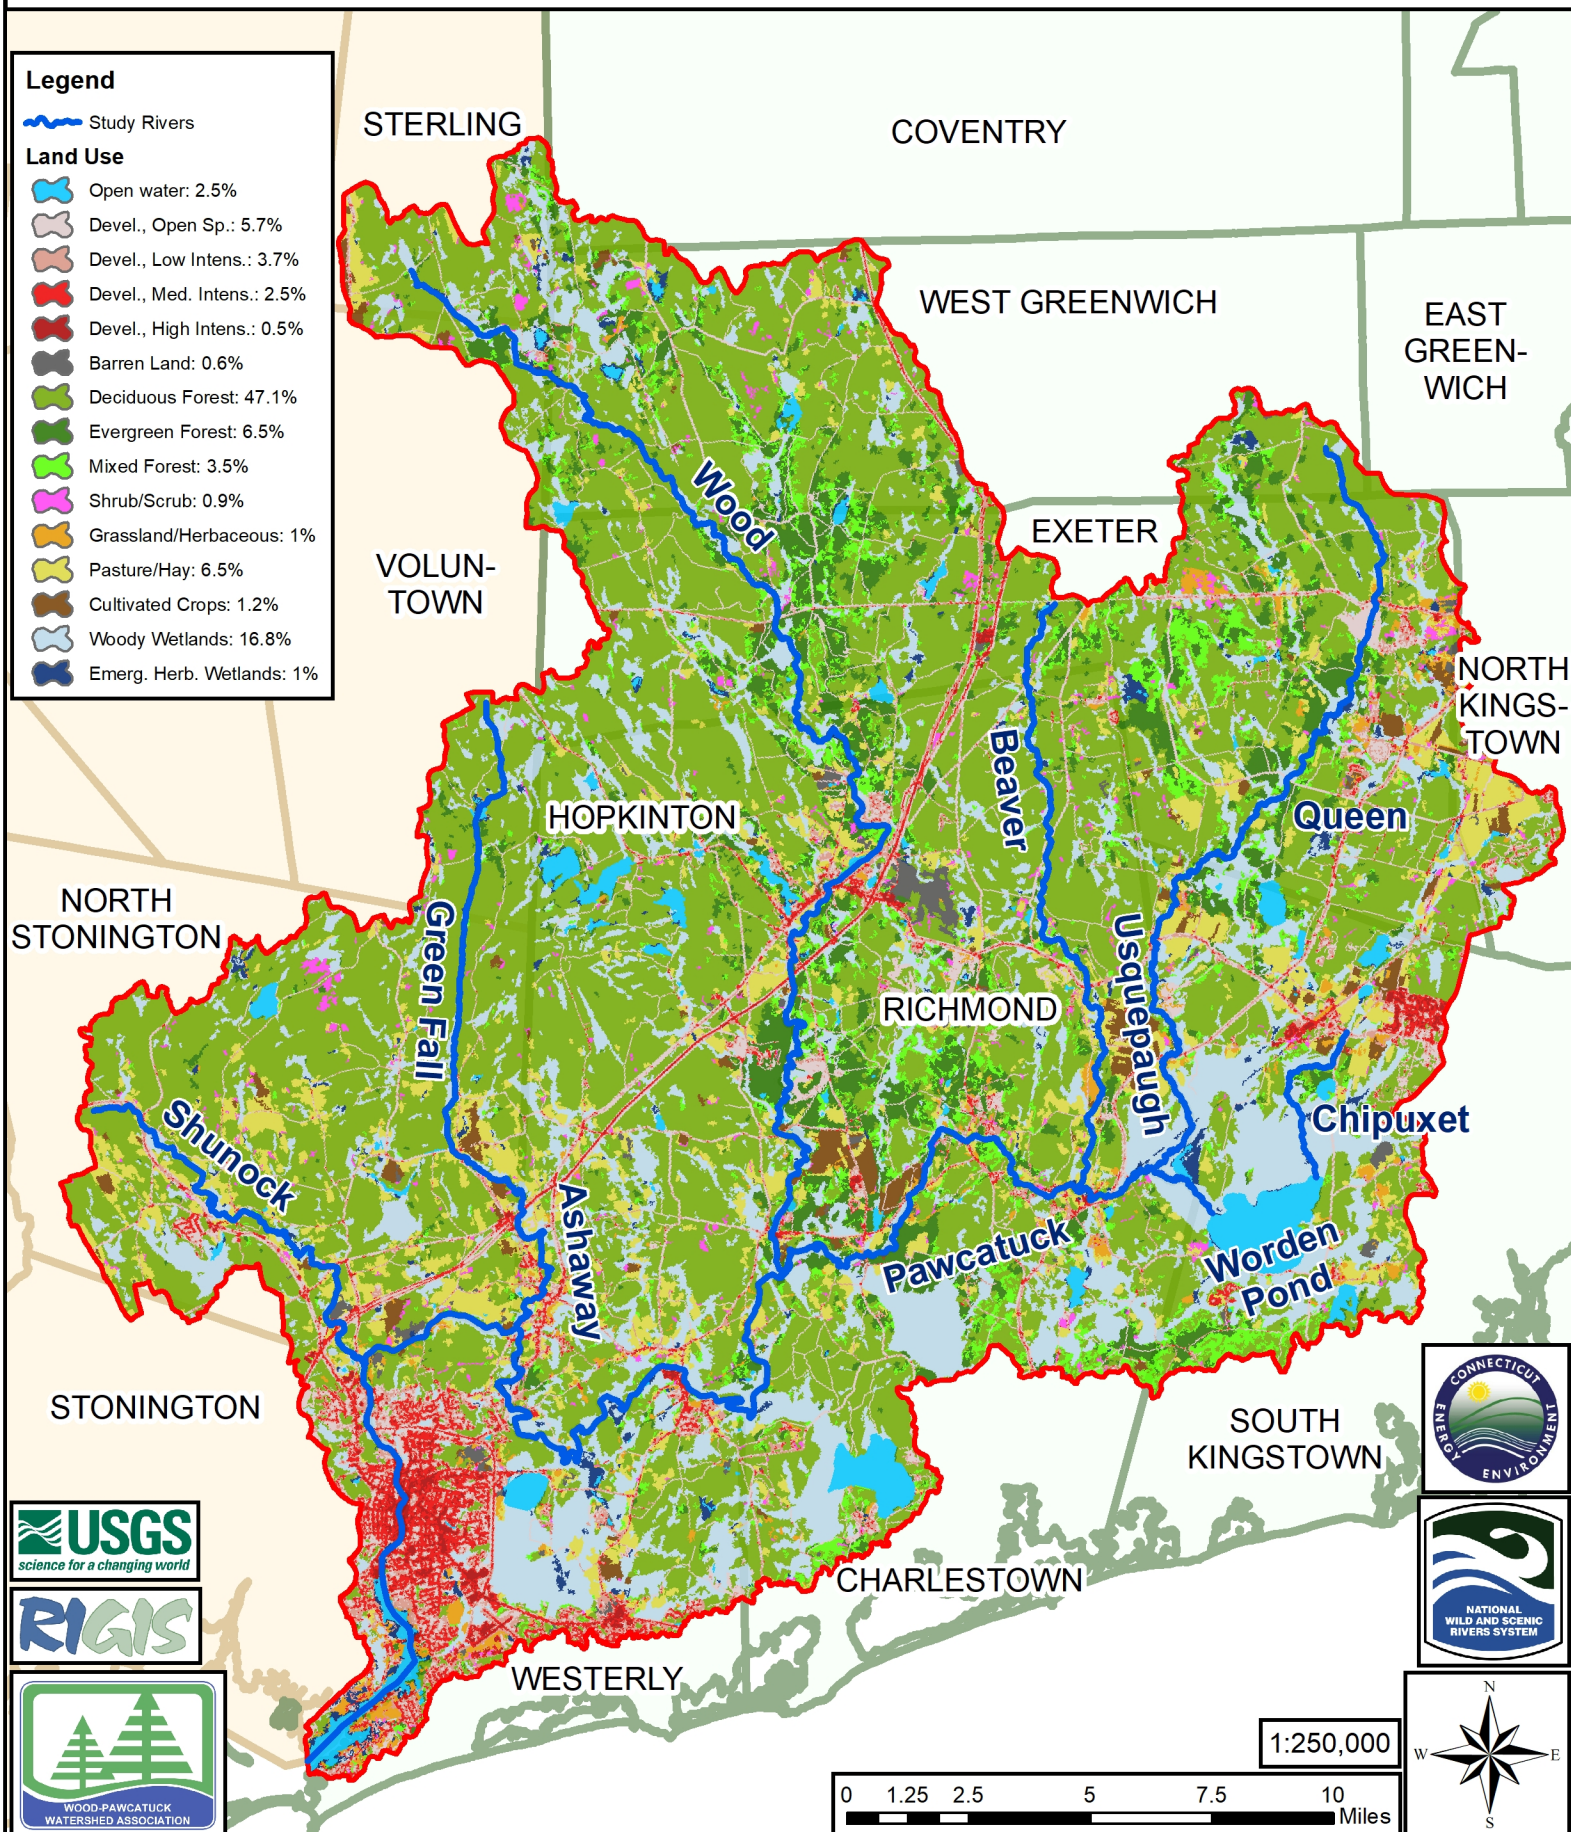 Legend
Study Rivers
Land Use
Open water: 2.5%
Devel., Open Sp.: 5.7%
Devel., Low Intens.: 3.7%
Devel., Med. Intens.: 2.5%
Devel., High Intens.: 0.5%
Barren Land: 0.6%
Deciduous Forest: 47.1%
Evergreen Forest: 6.5%
Mixed Forest: 3.5%
Shrub/Scrub: 0.9%
Grassland/Herbaceous: 1%
Pasture/Hay: 6.5%
Cultivated Crops: 1.2%
Woody Wetlands: 16.8%
Emerg. Herb. Wetlands: 1%
STERLING
COVENTRY
WEST GREENWICH
EAST
GREEN-
WICH
EXETER
VOLUN-
TOWN
NORTH
KINGS-
TOWN
HOPKINTON
NORTH
STONINGTON
RICHMOND
STONINGTON
SOUTH
KINGSTOWN
CHARLESTOWN
WESTERLY
Wood
Beaver
Queen
Green Fall
Usquepaugh
Chipuxet
Shunock
Ashaway
Pawcatuck
Worden
Pond
USGS
science for a changing world
RIGIS
WOOD-PAWCATUCK
WATERSHED ASSOCIATION
CONNECTICUT
ENERGY
ENVIRONMENT
NATIONAL
WILD AND SCENIC
RIVERS SYSTEM
N
W
E
S
1:250,000
0 1.25 2.5 5 7.5 10
Miles